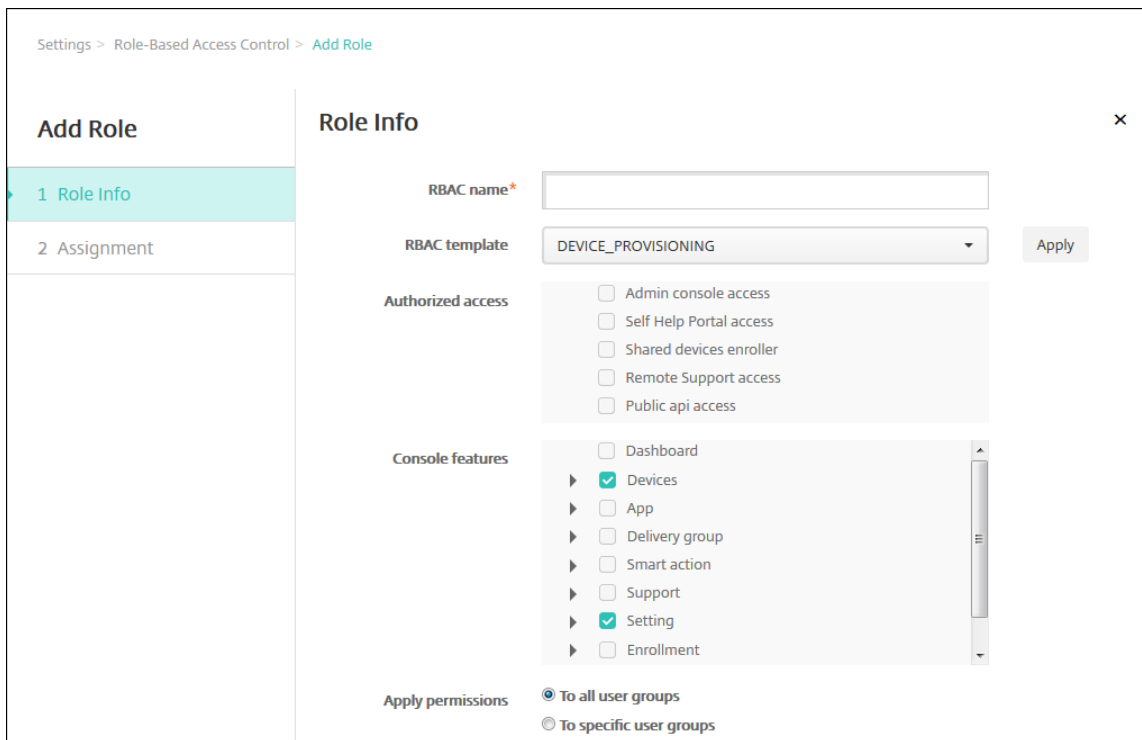 Settings > Role-Based Access Control > Add Role
Add Role
1 Role Info
2 Assignment
Role Info
×
RBAC name*
RBAC template DEVICE_PROVISIONING Apply
Authorized access
Admin console access
Self Help Portal access
Shared devices enroller
Remote Support access
Public api access
Console features
Dashboard
Devices
App
Delivery group
Smart action
Support
Setting
Enrollment
Apply permissions
To all user groups
To specific user groups